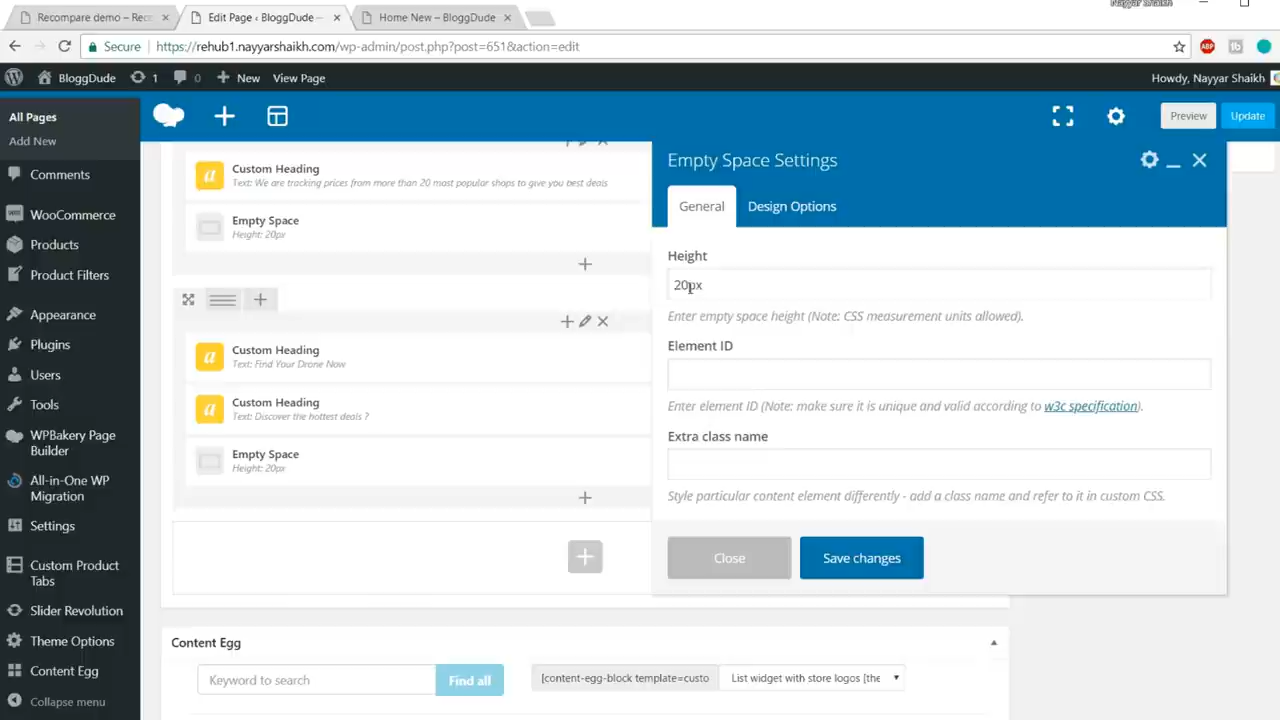 Nayyar Shaikh
Recompare demo – Rec
Edit Page ‹ BloggDude —
Home New – BloggDude
Secure
https://rehub1.nayyarshaikh.com/wp-admin/post.php?post=651&action=edit
ABP
BloggDude
1
0
New
View Page
Howdy, Nayyar Shaikh
All Pages
Add New
Comments
WooCommerce
Products
Product Filters
Appearance
Plugins
Users
Tools
WPBakery Page
Builder
All-in-One WP
Migration
Settings
Custom Product
Tabs
Slider Revolution
Theme Options
Content Egg
Collapse menu
Preview
Update
Custom Heading
Text: We are tracking prices from more than 20 most popular shops to give you best deals
Empty Space
Height: 20px
Custom Heading
Text: Find Your Drone Now
Custom Heading
Text: Discover the hottest deals ?
Empty Space
Height: 20px
Empty Space Settings
General
Design Options
Height
20px
Enter empty space height (Note: CSS measurement units allowed).
Element ID
Enter element ID (Note: make sure it is unique and valid according to w3c specification).
Extra class name
Style particular content element differently - add a class name and refer to it in custom CSS.
Close
Save changes
Content Egg
Keyword to search
Find all
[content-egg-block template=custo
List widget with store logos [the